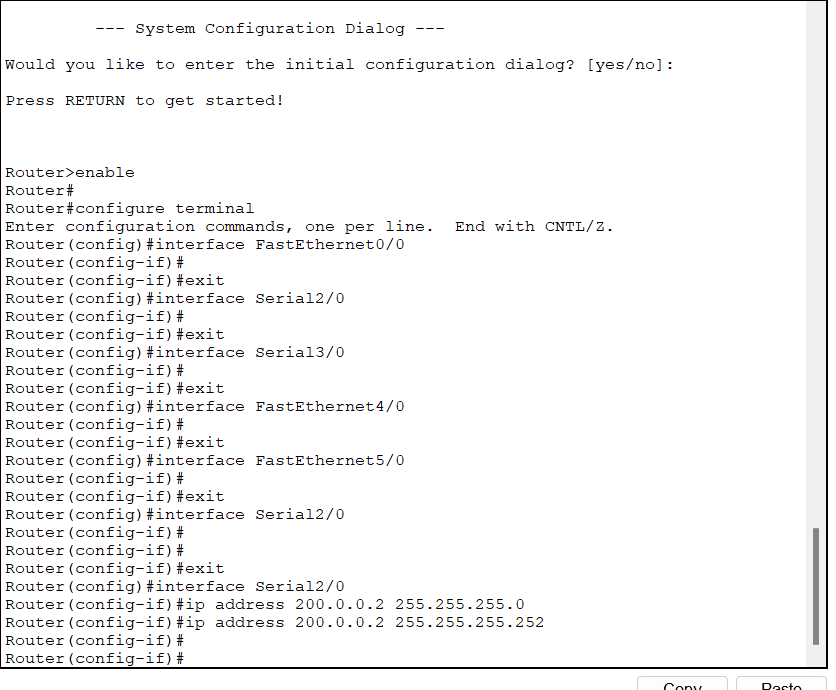 --- System Configuration Dialog ---
Would you like to enter the initial configuration dialog? [yes/no]:
Press RETURN to get started!
Router>enable
Router#
Router#configure terminal
Enter configuration commands, one per line.  End with CNTL/Z.
Router(config)#interface FastEthernet0/0
Router(config-if)#
Router(config-if)#exit
Router(config)#interface Serial2/0
Router(config-if)#
Router(config-if)#exit
Router(config)#interface Serial3/0
Router(config-if)#
Router(config-if)#exit
Router(config)#interface FastEthernet4/0
Router(config-if)#
Router(config-if)#exit
Router(config)#interface FastEthernet5/0
Router(config-if)#
Router(config-if)#exit
Router(config)#interface Serial2/0
Router(config-if)#
Router(config-if)#
Router(config-if)#exit
Router(config)#interface Serial2/0
Router(config-if)#ip address 200.0.0.2 255.255.255.0
Router(config-if)#ip address 200.0.0.2 255.255.255.252
Router(config-if)#
Router(config-if)#
Copy Paste